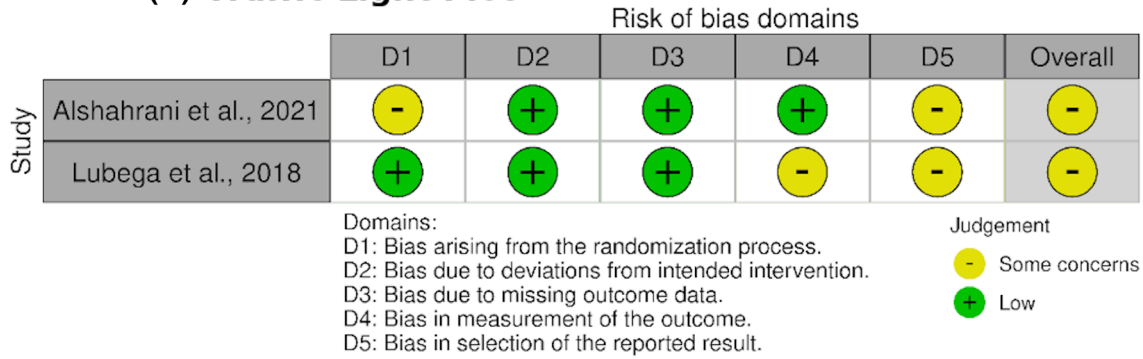 Risk of bias domains
D1 D2 D3 D4 D5 Overall
Study
Alshahrani et al., 2021 - + + + - -
Lubega et al., 2018 + + + - - -
Domains:
D1: Bias arising from the randomization process.
D2: Bias due to deviations from intended intervention.
D3: Bias due to missing outcome data.
D4: Bias in measurement of the outcome.
D5: Bias in selection of the reported result.
Judgement
- Some concerns
+ Low